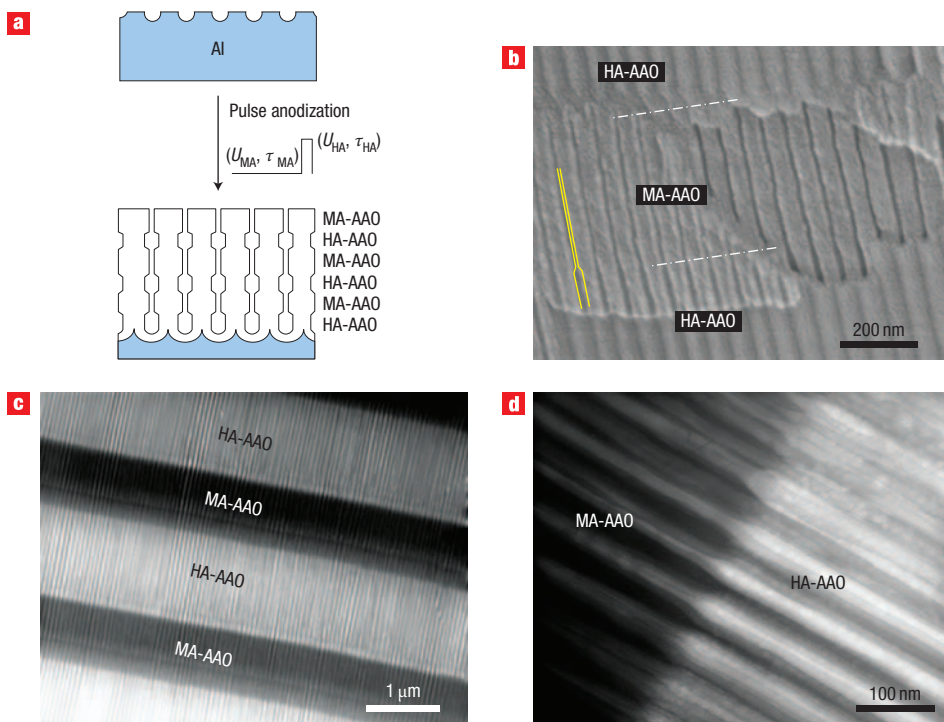 a
Al
Pulse anodization
(U_MA, τ_MA) (U_HA, τ_HA)
MA-AAO
HA-AAO
MA-AAO
HA-AAO
MA-AAO
HA-AAO
b
HA-AAO
MA-AAO
HA-AAO
200 nm
c
HA-AAO
MA-AAO
HA-AAO
MA-AAO
1 μm
d
MA-AAO
HA-AAO
100 nm